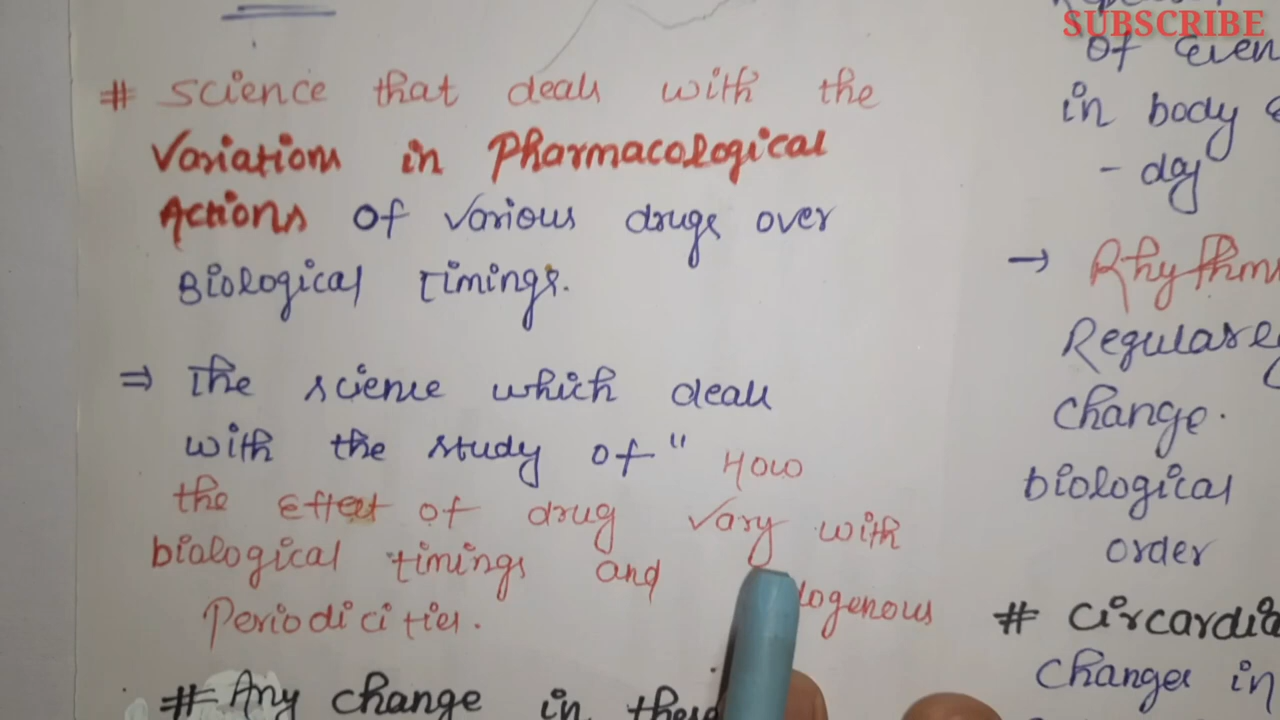 SUBSCRIBE
# Science that deals with the
Variations in Pharmacological
Actions of various drugs over
Biological Timings.
⇒ The science which deals
with the study of " How
the Effect of drug vary with
biological timings and
Periodicities.
# Any change in these
of
in body
- day
→ Rhythms
Regular
change.
biological
order
#
changes in